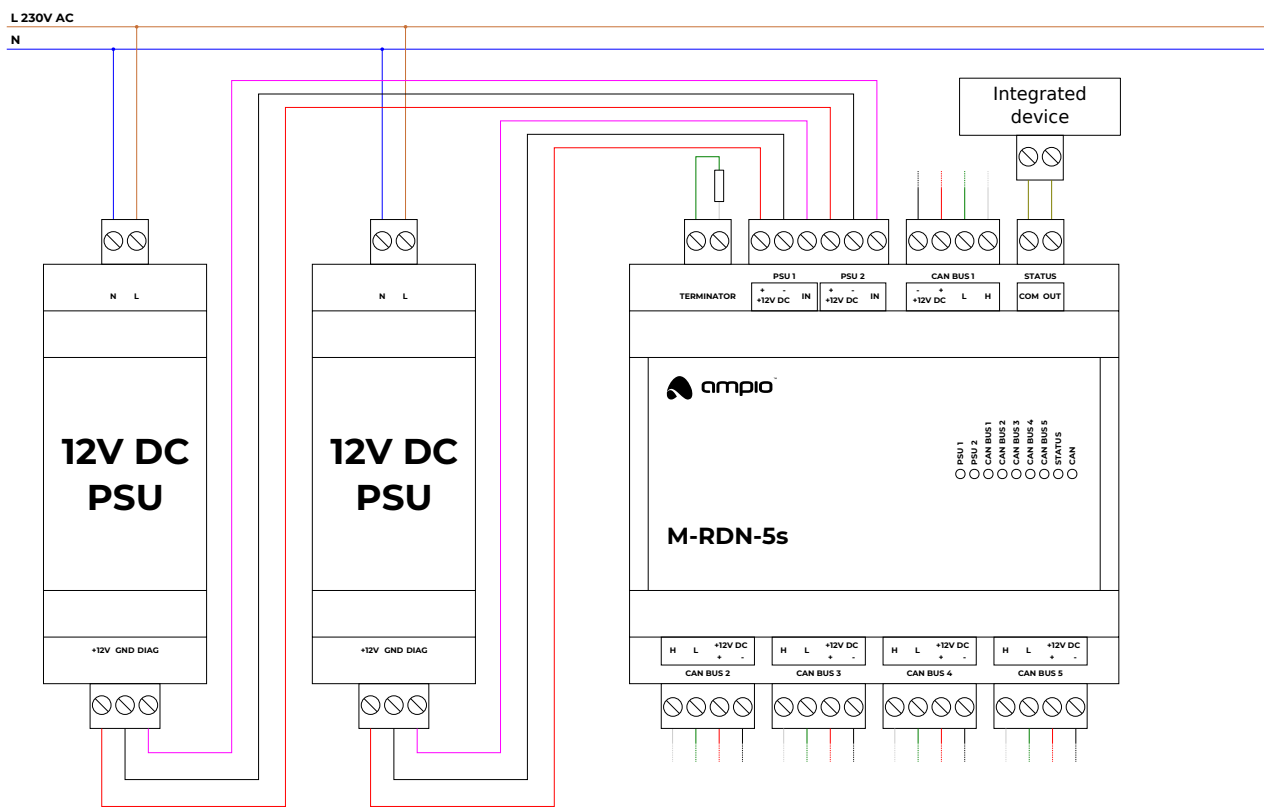 L 230V AC
N
Integrated
device
N L
N L
TERMINATOR
PSU 1
+ -
+12V DC IN
PSU 2
+ -
+12V DC IN
CAN BUS 1
- +
+12V DC L H
STATUS
COM OUT
12V DC
PSU
12V DC
PSU
ampio™
PSU 1
PSU 2
CAN BUS 1
CAN BUS 2
CAN BUS 3
CAN BUS 4
CAN BUS 5
STATUS
CAN
M-RDN-5s
+12V GND DIAG
+12V GND DIAG
H L +12V DC
+ -
CAN BUS 2
H L +12V DC
+ -
CAN BUS 3
H L +12V DC
+ -
CAN BUS 4
H L +12V DC
+ -
CAN BUS 5